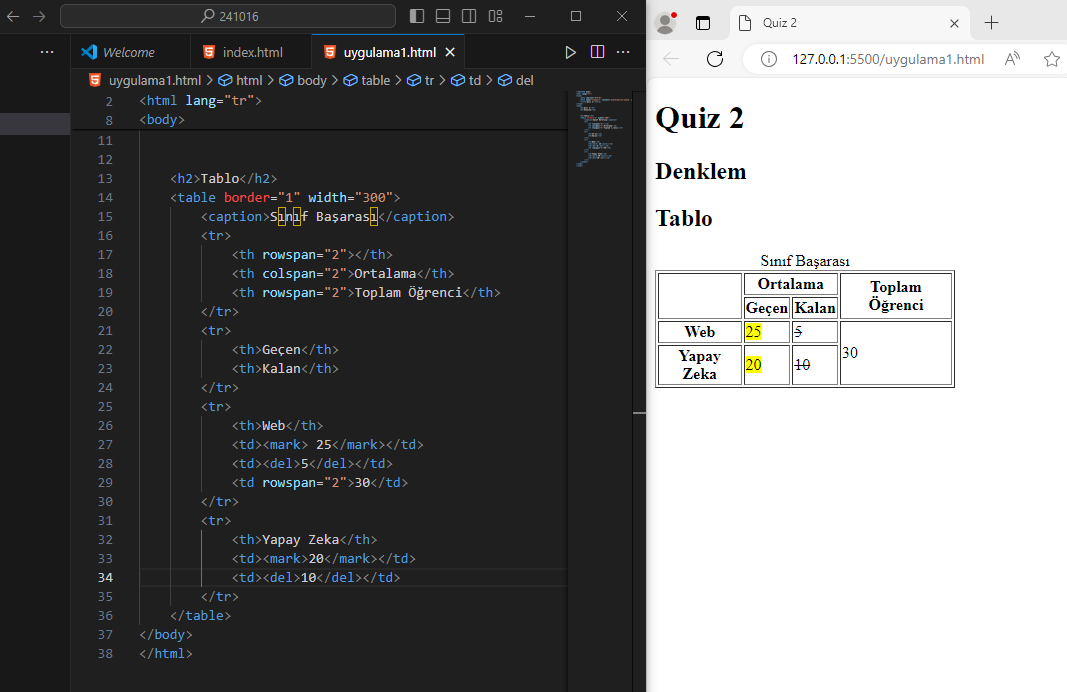 241016
Welcome
index.html
uygulama1.html
uygulama1.html > html > body > table > tr > td > del
2 <html lang="tr">
8 <body>
11
12
13 <h2>Tablo</h2>
14 <table border="1" width="300">
15 <caption>Sınıf Başarası</caption>
16 <tr>
17 <th rowspan="2"></th>
18 <th colspan="2">Ortalama</th>
19 <th rowspan="2">Toplam Öğrenci</th>
20 </tr>
21 <tr>
22 <th>Geçen</th>
23 <th>Kalan</th>
24 </tr>
25 <tr>
26 <th>Web</th>
27 <td><mark> 25</mark></td>
28 <td><del>5</del></td>
29 <td rowspan="2">30</td>
30 </tr>
31 <tr>
32 <th>Yapay Zeka</th>
33 <td><mark>20</mark></td>
34 <td><del>10</del></td>
35 </tr>
36 </table>
37 </body>
38 </html>
Quiz 2
127.0.0.1:5500/uygulama1.html
Quiz 2
Denklem
Tablo
Sınıf Başarası
Ortalama
Toplam
Öğrenci
Geçen Kalan
Web 25 5
30
Yapay
Zeka
20 10